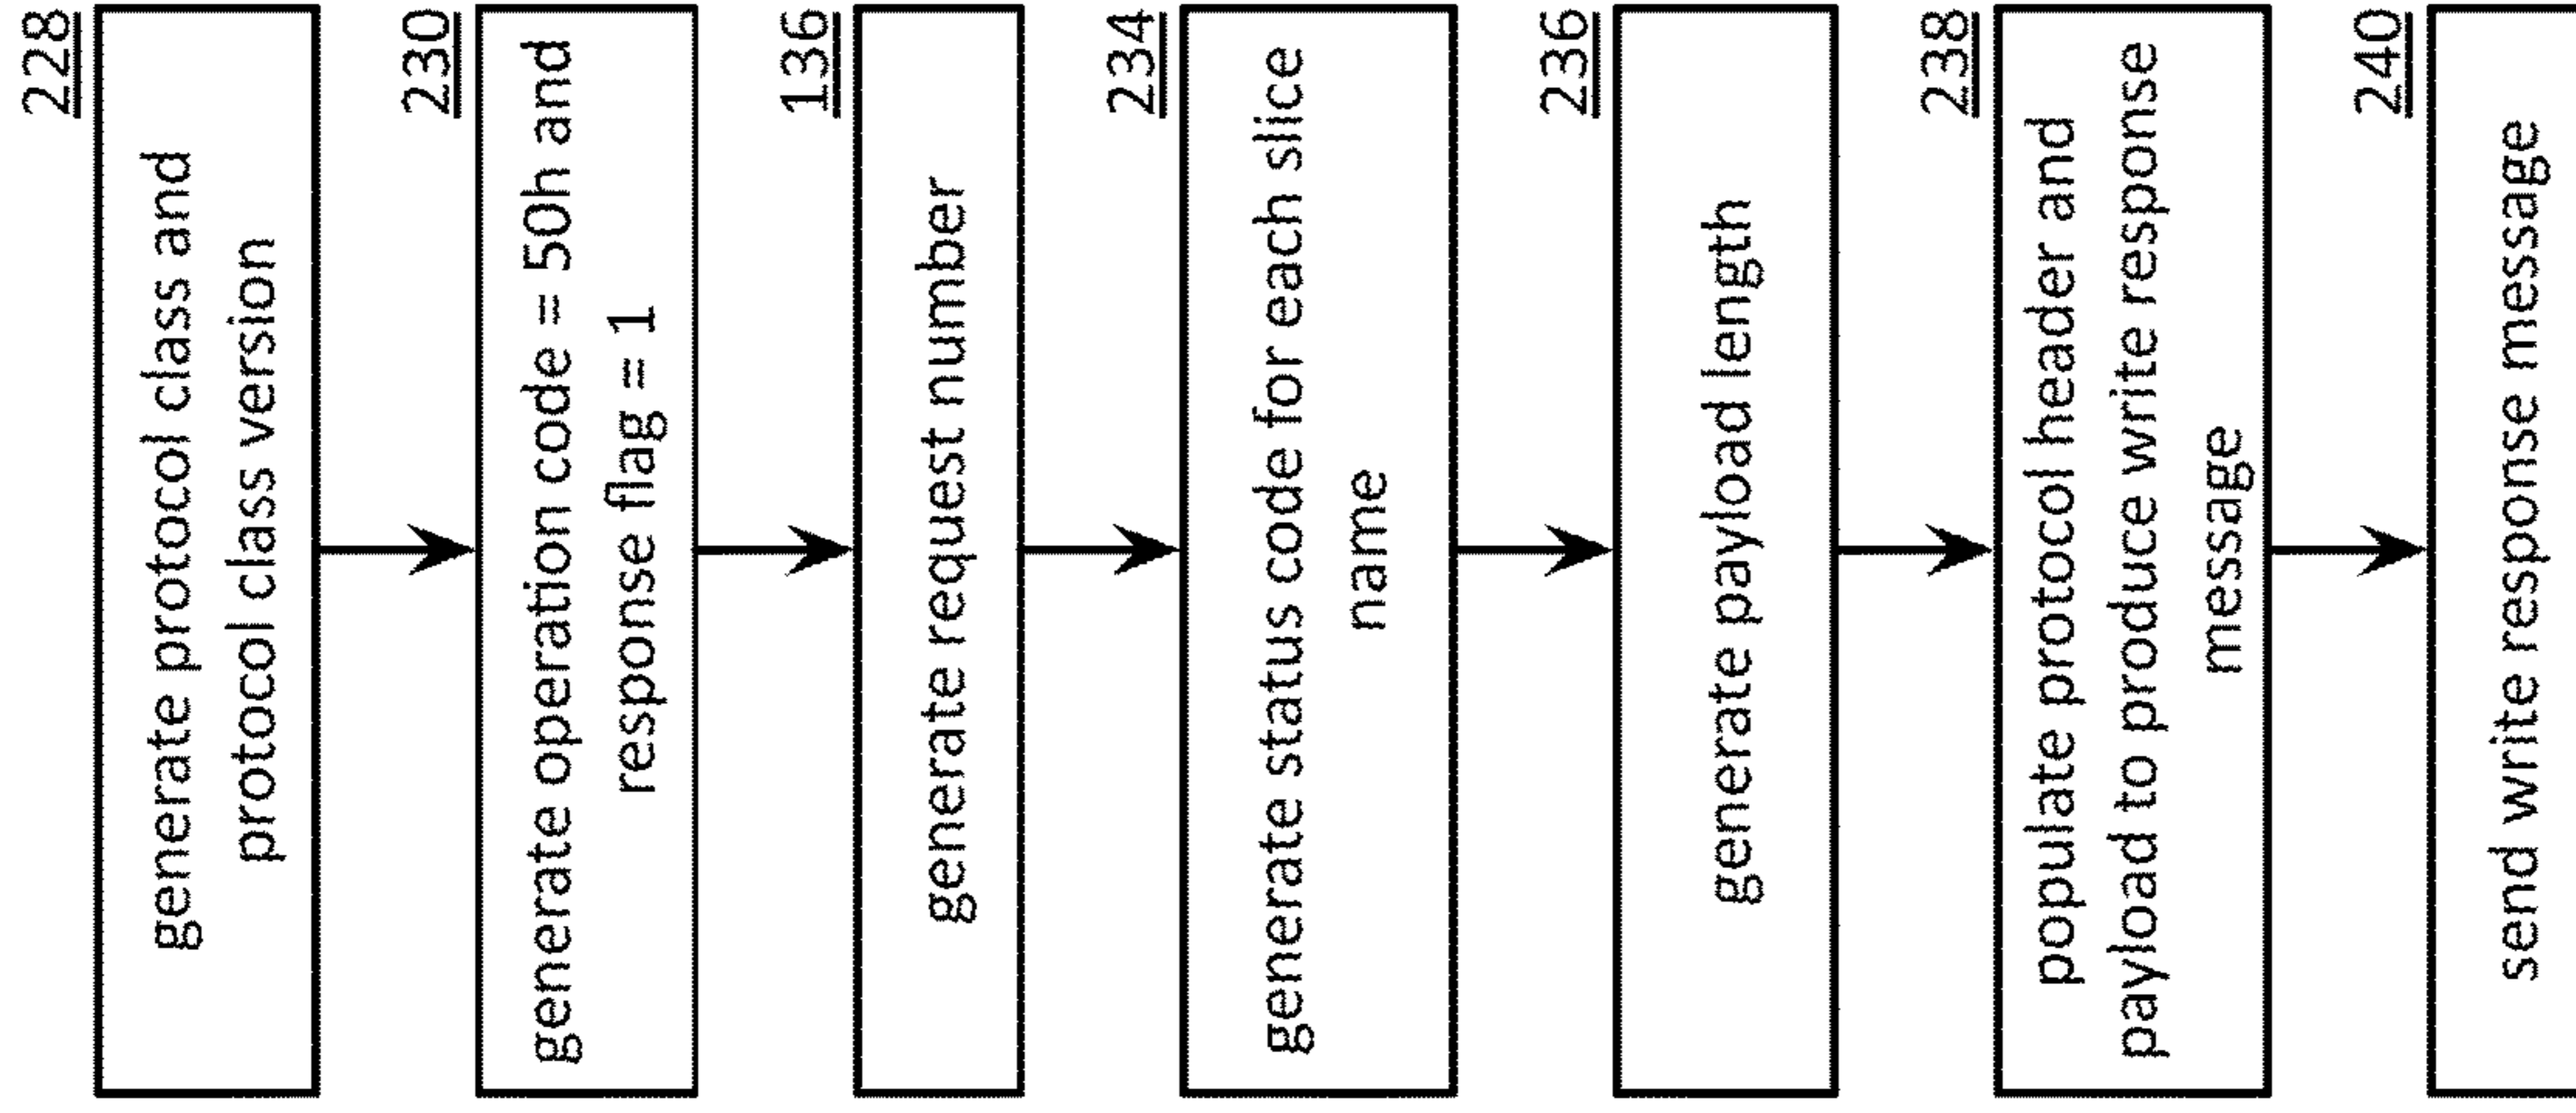 228
generate protocol class and
protocol class version
230
generate operation code = 50h and
response flag = 1
136
generate request number
234
generate status code for each slice
name
236
generate payload length
238
populate protocol header and
payload to produce write response
message
240
send write response message